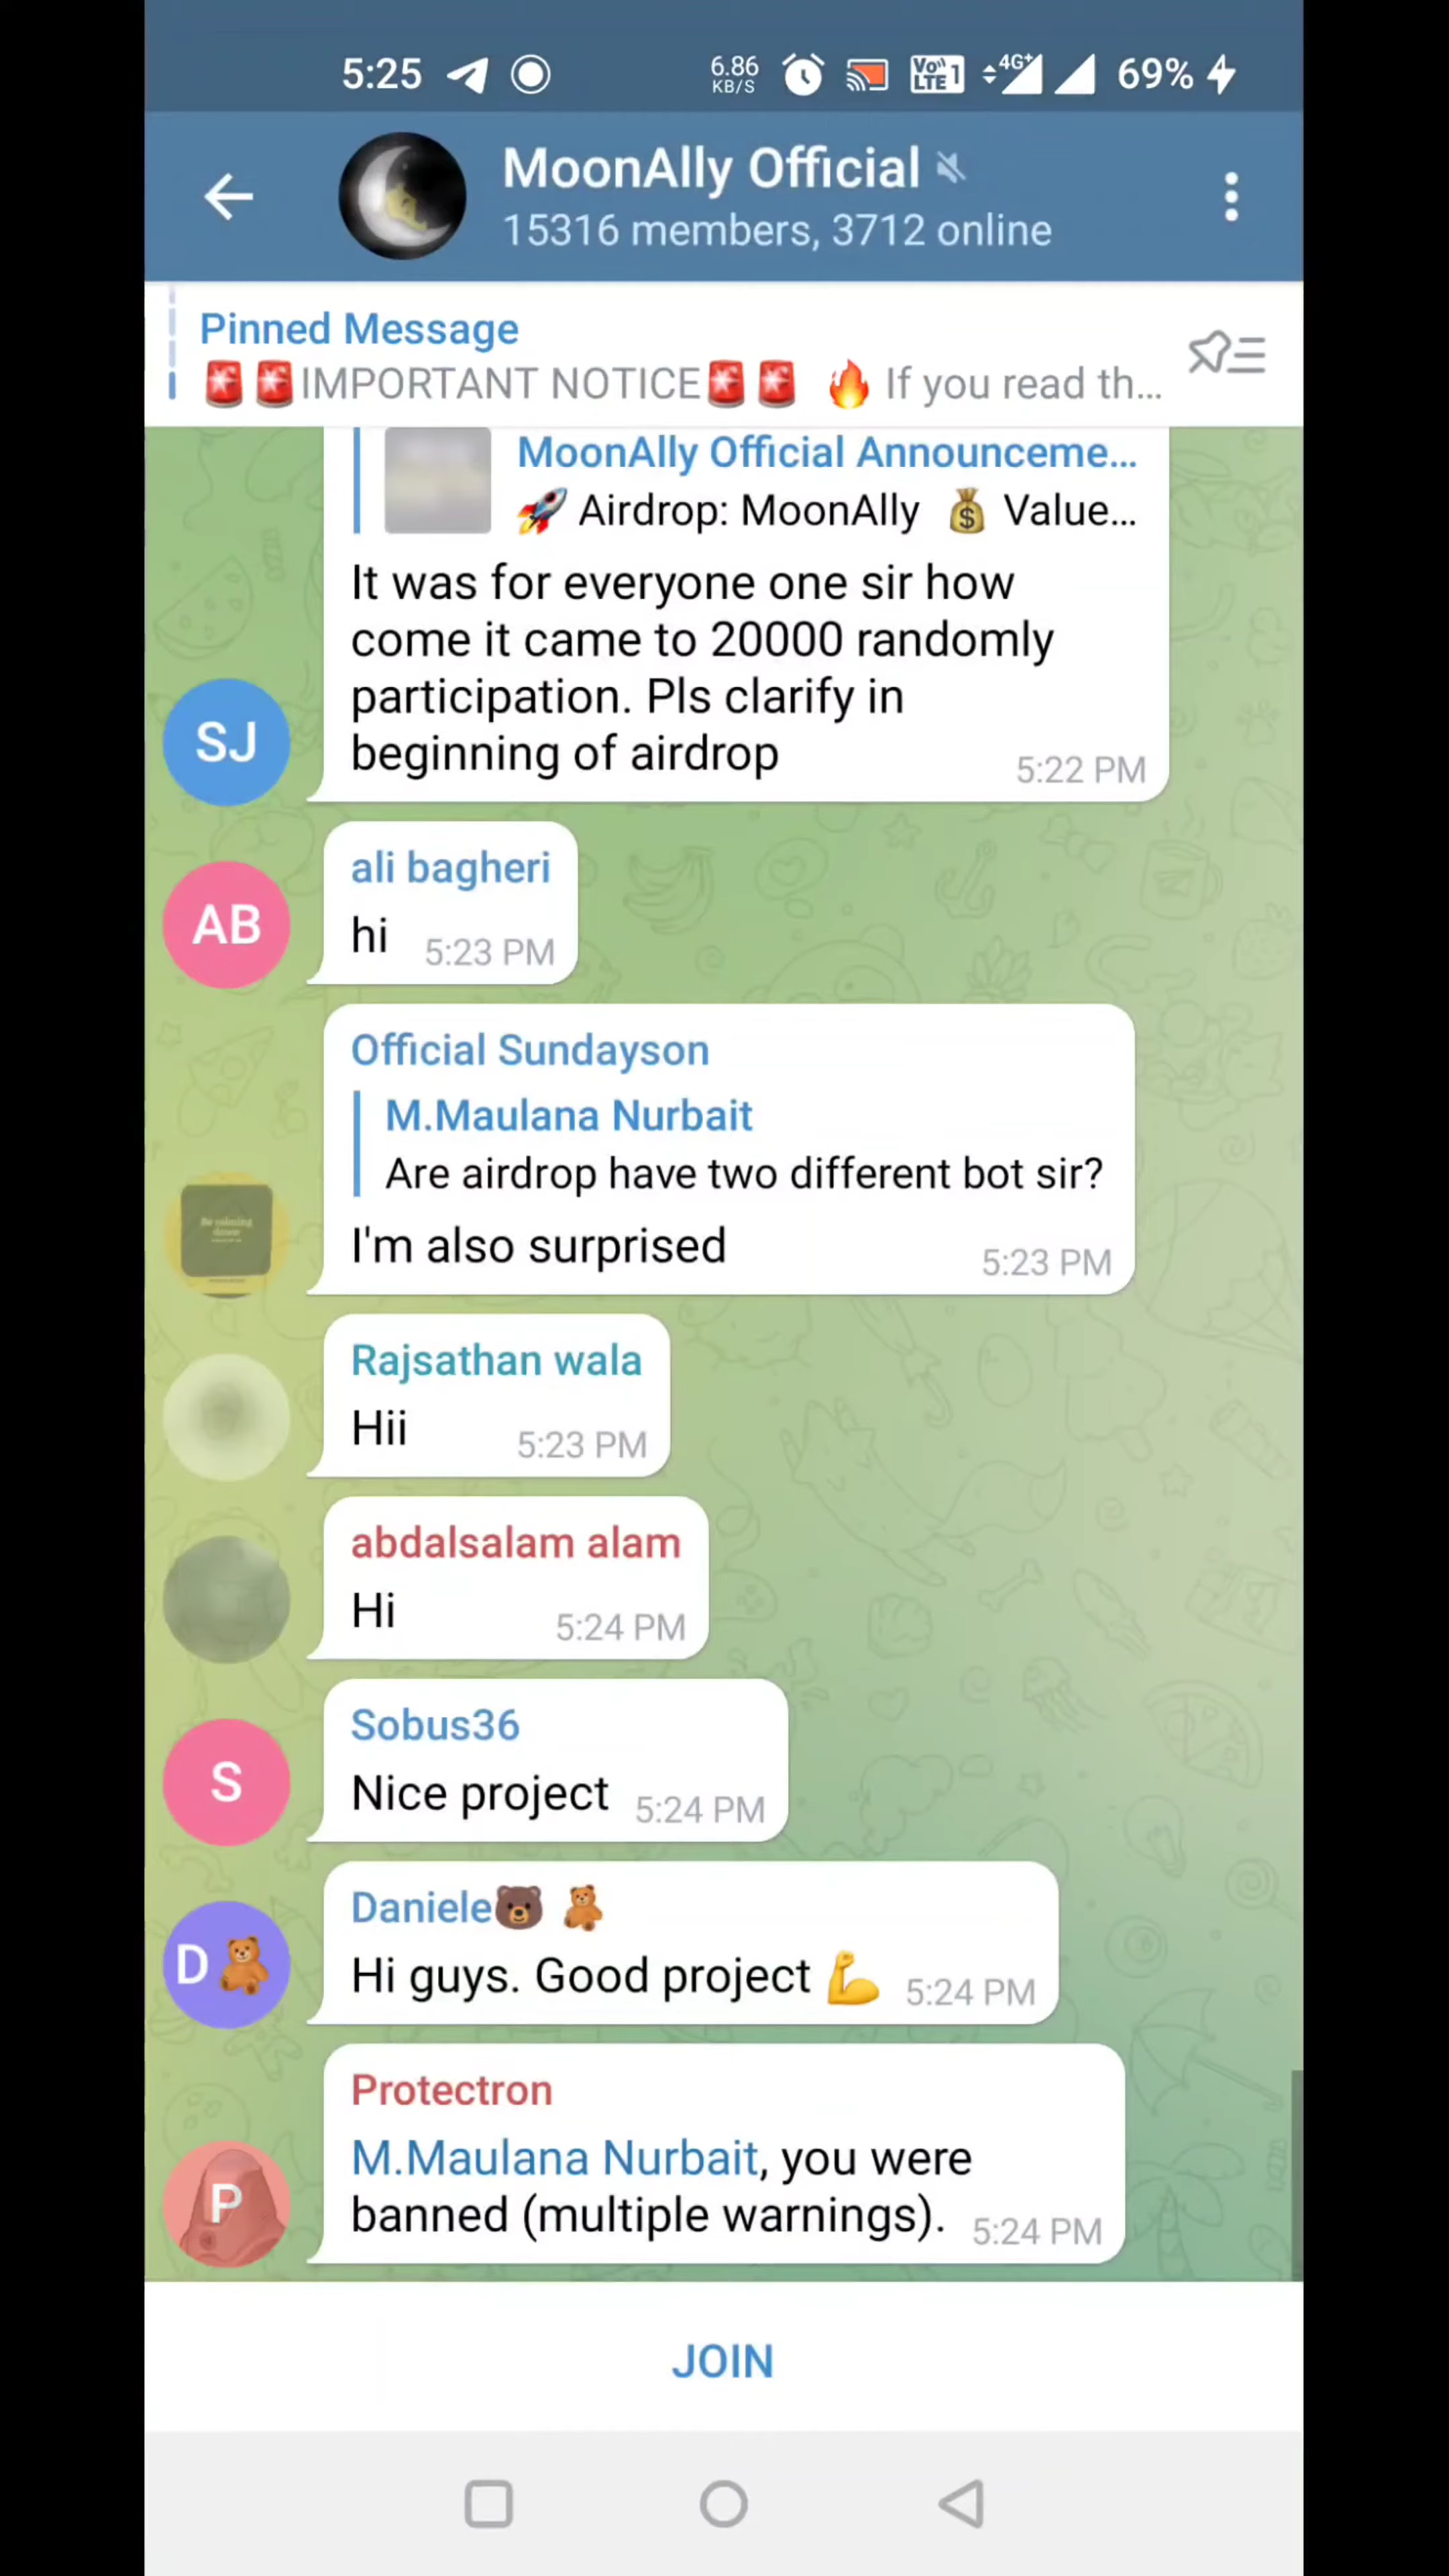 5:25 6.86 KB/S VoLTE 1 4G+ 69%
MoonAlly Official
15316 members, 3712 online
Pinned Message
🚨🚨IMPORTANT NOTICE🚨🚨 🔥 If you read th...
MoonAlly Official Announceme...
🚀 Airdrop: MoonAlly 💰 Value...
It was for everyone one sir how
come it came to 20000 randomly
participation. Pls clarify in
beginning of airdrop 5:22 PM
SJ
ali bagheri
AB
hi 5:23 PM
Official Sundayson
M.Maulana Nurbait
Are airdrop have two different bot sir?
I'm also surprised 5:23 PM
Rajsathan wala
Hii 5:23 PM
abdalsalam alam
Hi 5:24 PM
Sobus36
S
Nice project 5:24 PM
Daniele🐻 🧸
D🧸
Hi guys. Good project 💪 5:24 PM
Protectron
M.Maulana Nurbait, you were
P
banned (multiple warnings). 5:24 PM
JOIN